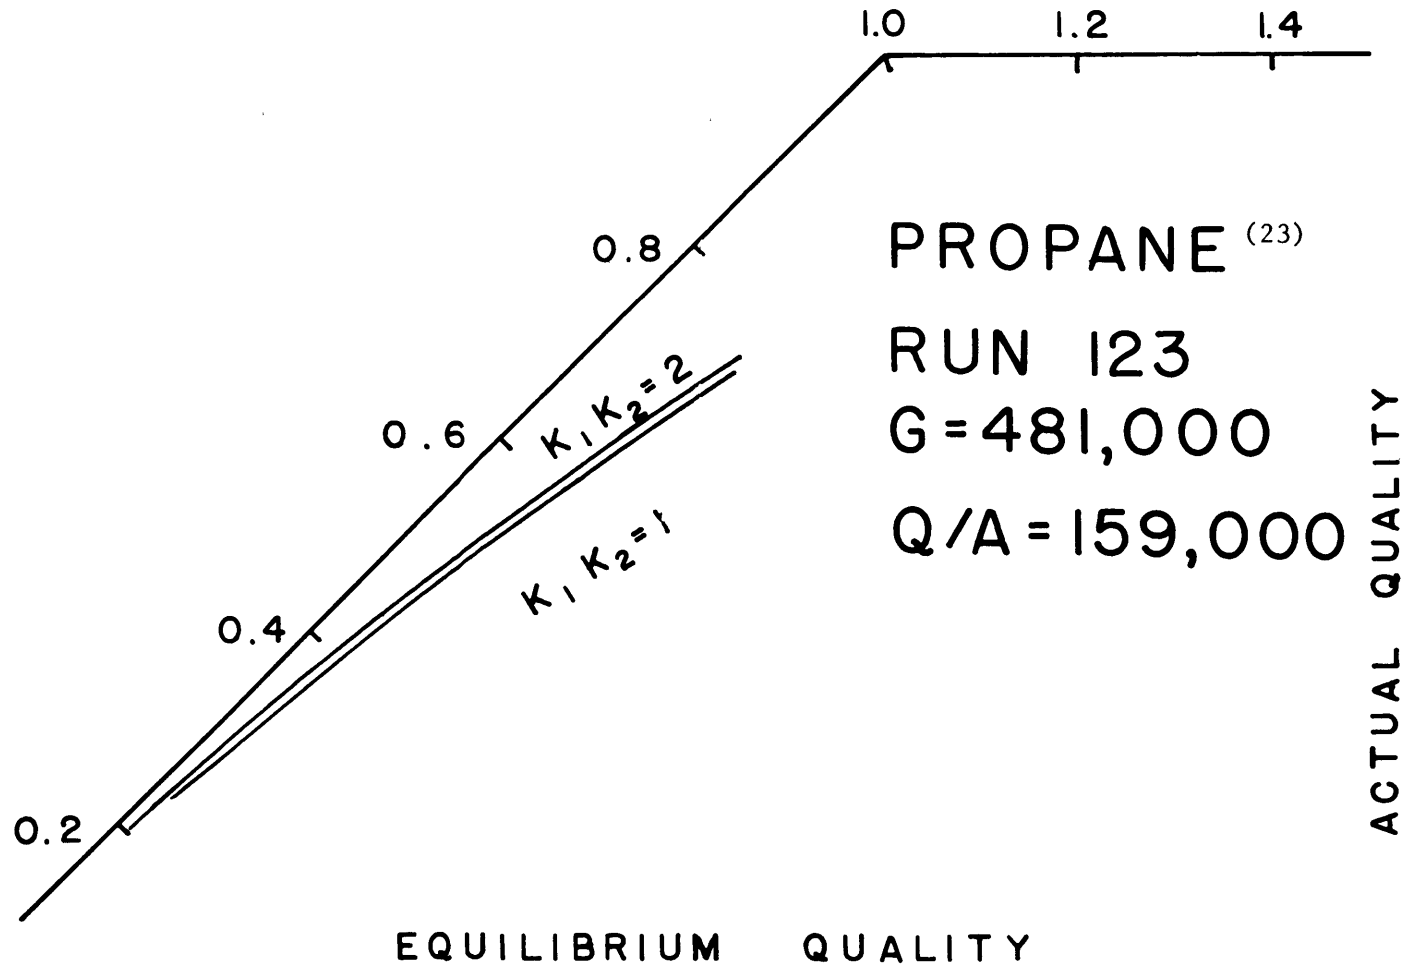 1.0 1.2 1.4
0.8
PROPANE (23)
RUN 123
K1K2=2
0.6
G=481,000
Q/A=159,000
K1K2=1
0.4
0.2
ACTUAL QUALITY
EQUILIBRIUM QUALITY